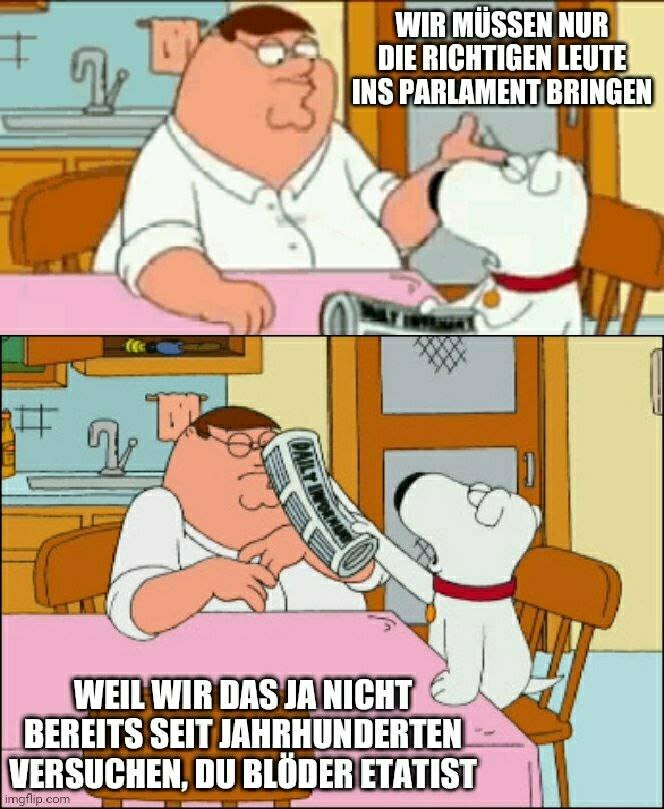 WIR MÜSSEN NUR
DIE RICHTIGEN LEUTE
INS PARLAMENT BRINGEN
DAILY
WEIL WIR DAS JA NICHT
BEREITS SEIT JAHRHUNDERTEN
VERSUCHEN, DU BLÖDER ETATIST
imgflip.com